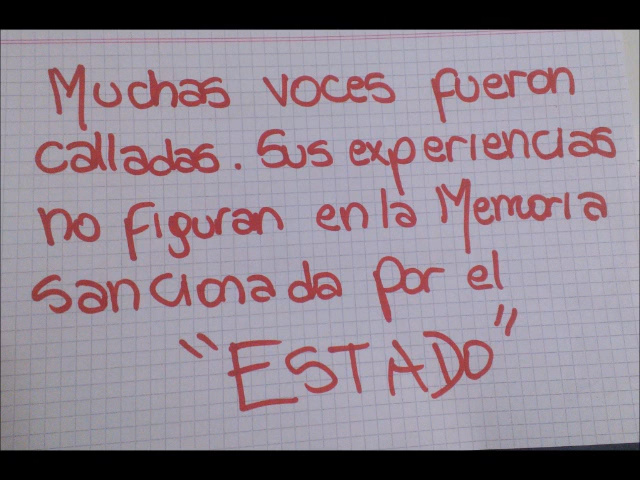 Muchas voces fueron
calladas. Sus experiencias
no figuran en la Memoria
sancionada por el
"ESTADO"